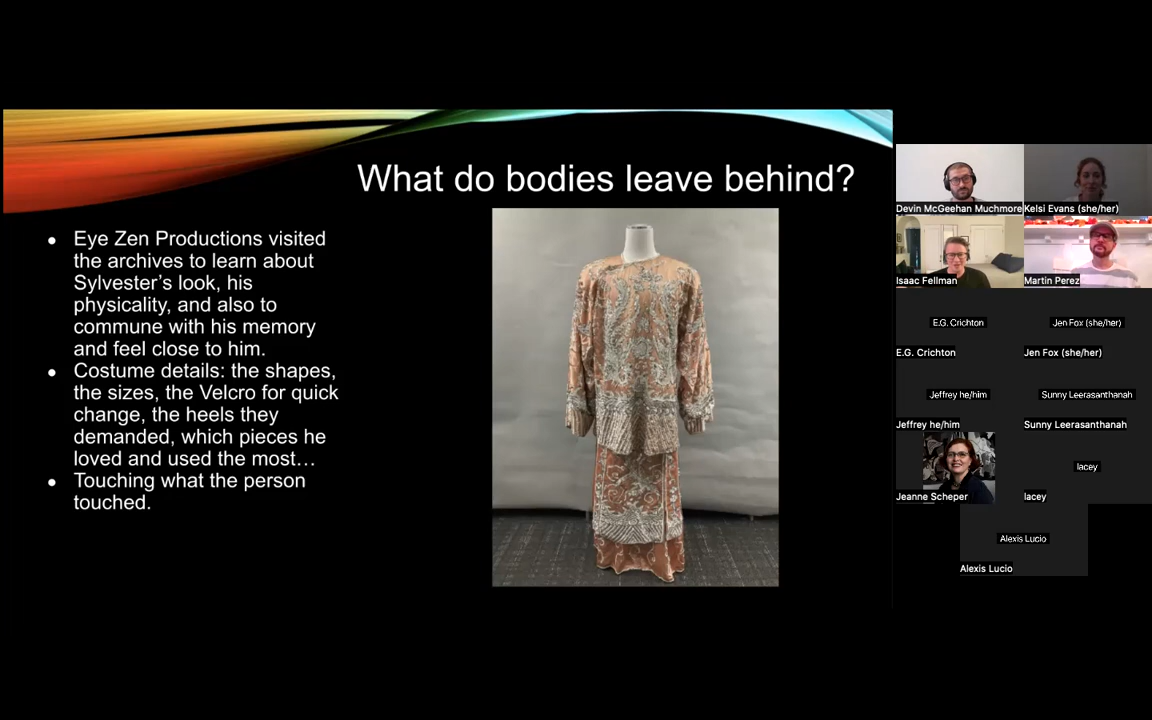 What do bodies leave behind?
● Eye Zen Productions visited
the archives to learn about
Sylvester's look, his
physicality, and also to
commune with his memory
and feel close to him.
● Costume details: the shapes,
the sizes, the Velcro for quick
change, the heels they
demanded, which pieces he
loved and used the most…
● Touching what the person
touched.
Devin McGeehan Muchmore
Kelsi Evans (she/her)
Isaac Fellman
Martin Perez
E.G. Crichton
Jen Fox (she/her)
E.G. Crichton
Jen Fox (she/her)
Jeffrey he/him
Sunny Leerasanthanah
Jeffrey he/him
Sunny Leerasanthanah
lacey
Jeanne Scheper
lacey
Alexis Lucio
Alexis Lucio